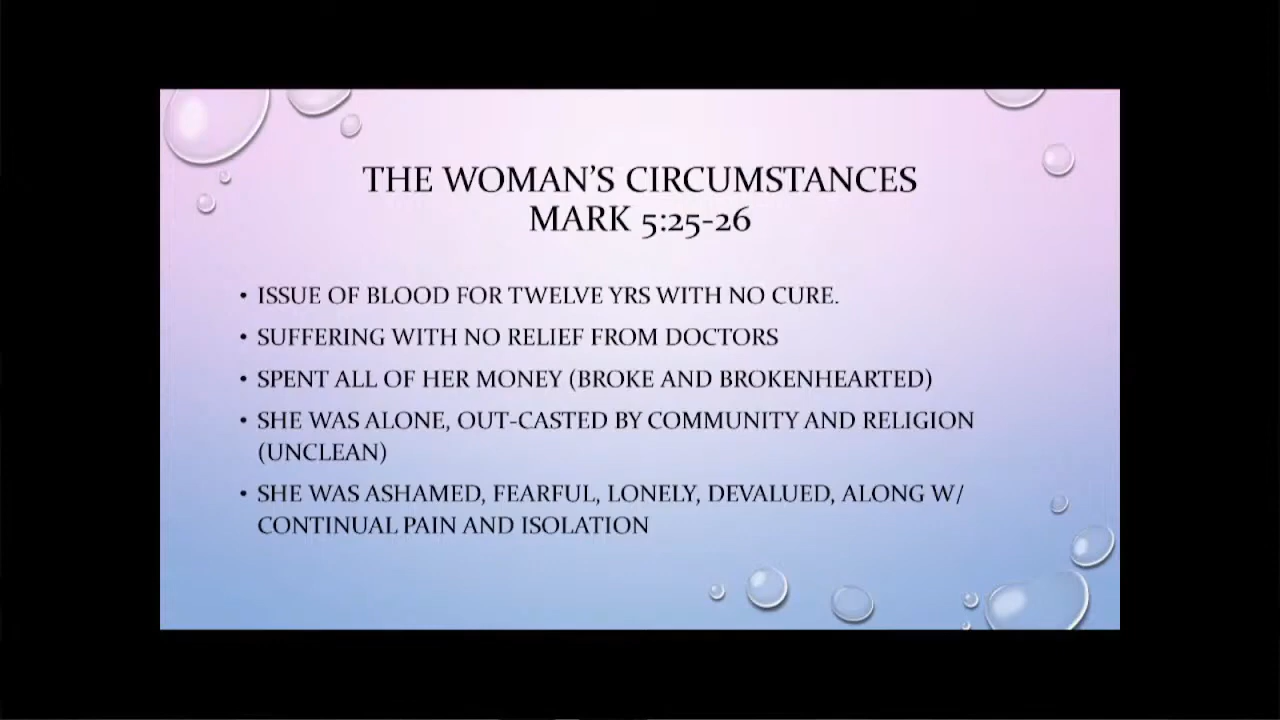 THE WOMAN'S CIRCUMSTANCES
MARK 5:25-26
• ISSUE OF BLOOD FOR TWELVE YRS WITH NO CURE.
• SUFFERING WITH NO RELIEF FROM DOCTORS
• SPENT ALL OF HER MONEY (BROKE AND BROKENHEARTED)
• SHE WAS ALONE, OUT-CASTED BY COMMUNITY AND RELIGION
(UNCLEAN)
• SHE WAS ASHAMED, FEARFUL, LONELY, DEVALUED, ALONG W/
CONTINUAL PAIN AND ISOLATION